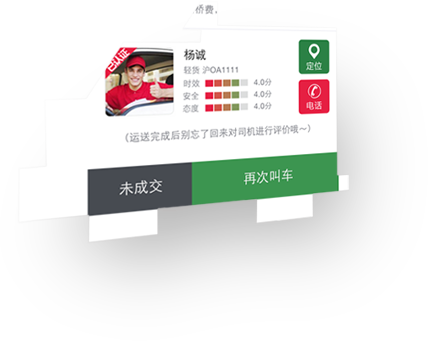 侨费，
已认证
杨诚
轻货 沪OA1111
时效 4.0分
安全 4.0分
态度 4.0分
定位
电话
（运送完成后别忘了回来对司机进行评价哦～）
未成交
再次叫车